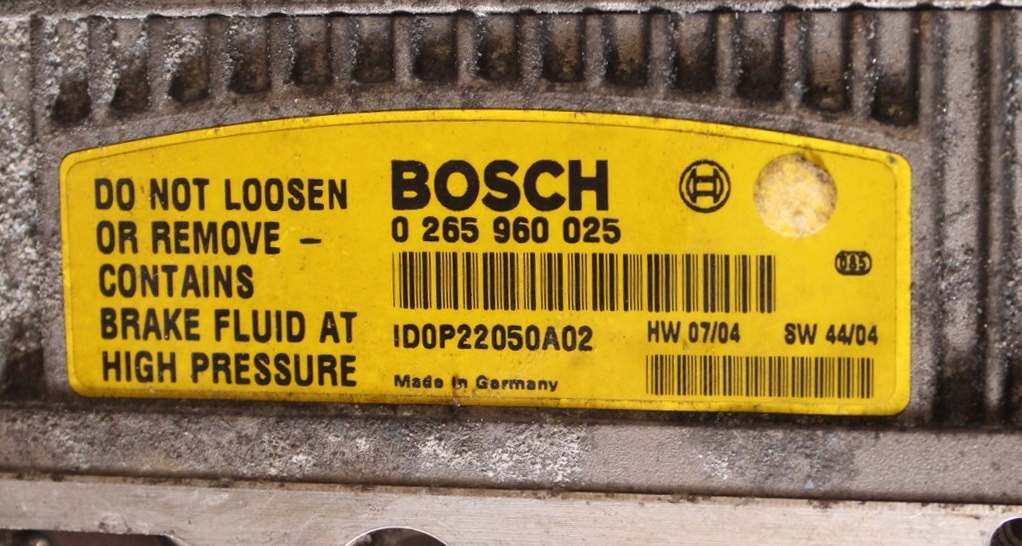 DO NOT LOOSEN
OR REMOVE –
CONTAINS
BRAKE FLUID AT
HIGH PRESSURE
BOSCH
0 265 960 025
085
ID0P22050A02
HW 07/04 SW 44/04
Made in Germany